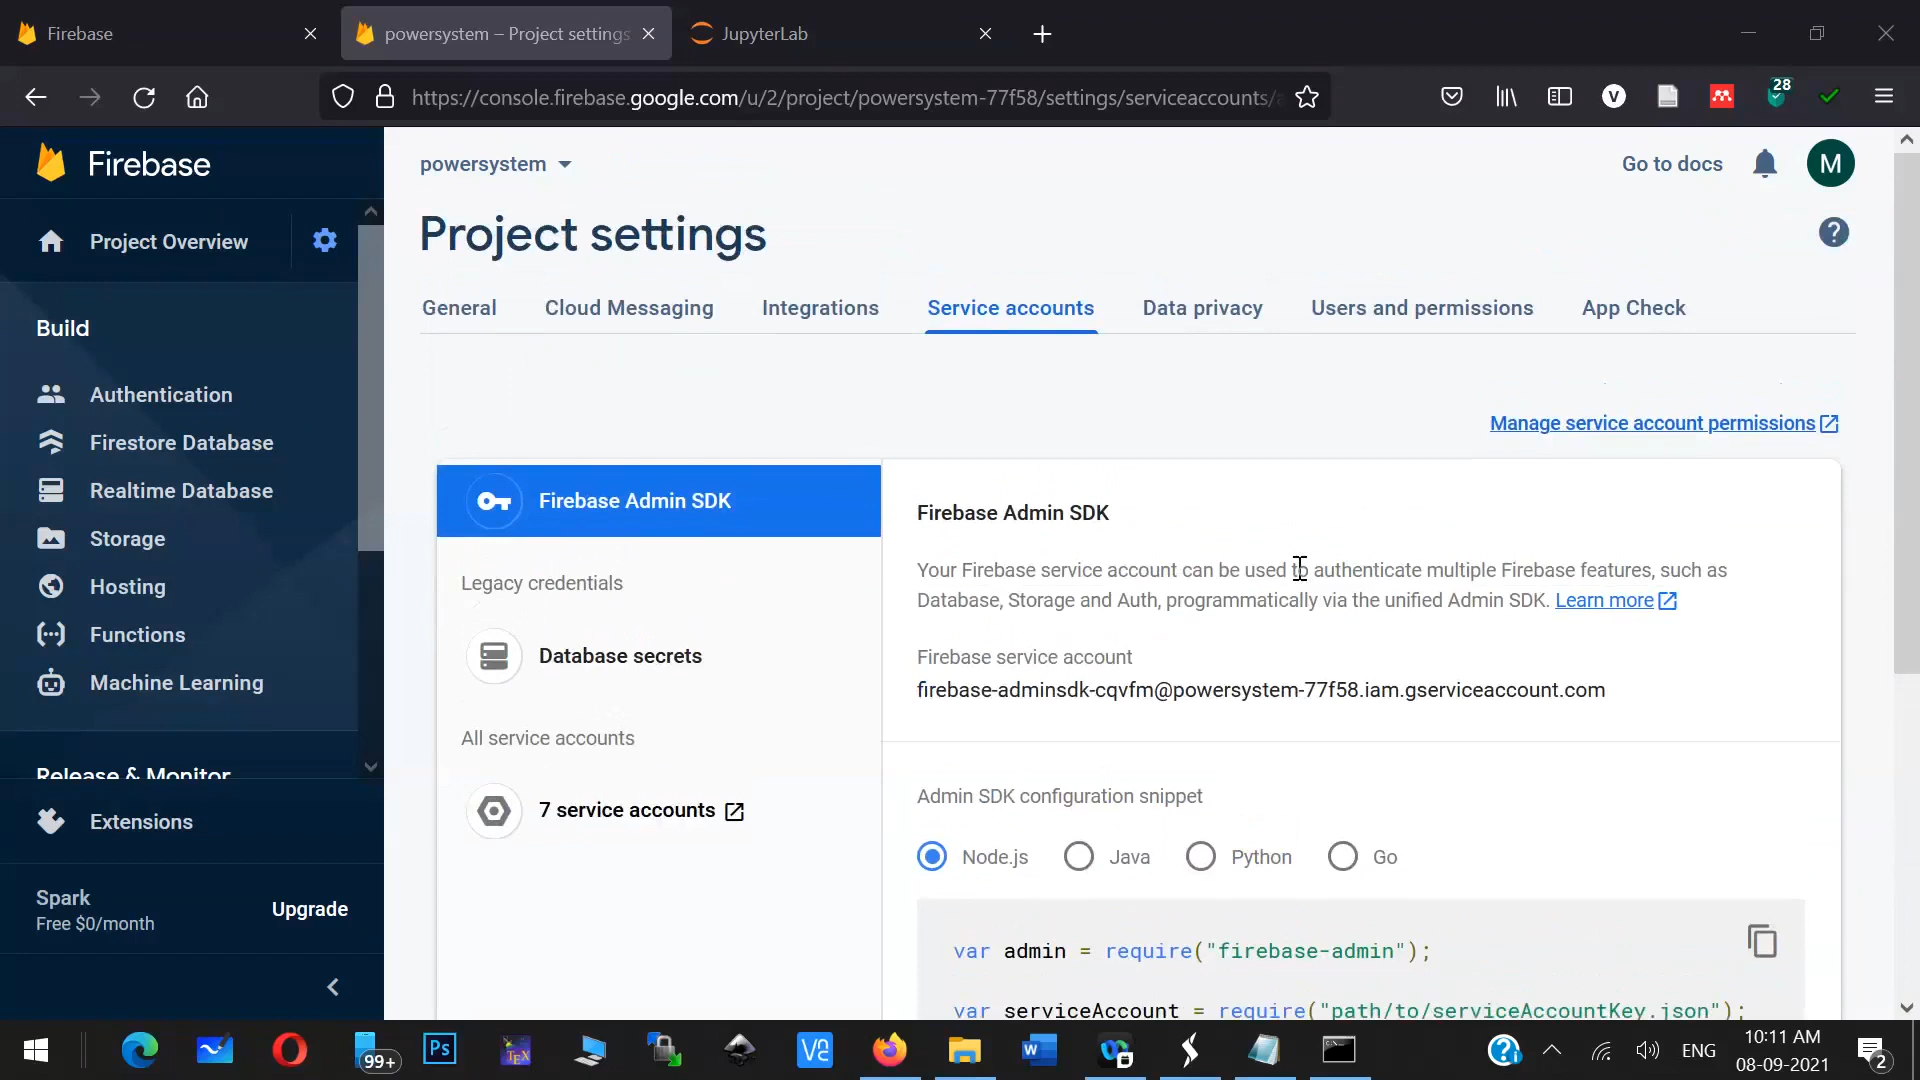 Firebase
powersystem – Project settings
JupyterLab
https://console.firebase.google.com/u/2/project/powersystem-77f58/settings/serviceaccounts/
V
28
Firebase
powersystem
Go to docs
M
Project Overview
Project settings
?
General
Cloud Messaging
Integrations
Service accounts
Data privacy
Users and permissions
App Check
Build
Authentication
Firestore Database
Realtime Database
Storage
Hosting
Functions
Machine Learning
Release & Monitor
Extensions
Spark
Free $0/month
Upgrade
Manage service account permissions
Firebase Admin SDK
Legacy credentials
Database secrets
All service accounts
7 service accounts
Firebase Admin SDK
Your Firebase service account can be used to authenticate multiple Firebase features, such as
Database, Storage and Auth, programmatically via the unified Admin SDK. Learn more
Firebase service account
firebase-adminsdk-cqvfm@powersystem-77f58.iam.gserviceaccount.com
Admin SDK configuration snippet
Node.js
Java
Python
Go
var admin = require("firebase-admin");
var serviceAccount = require("path/to/serviceAccountKey.json");
99+
Ps
TEX
W
ENG
10:11 AM
08-09-2021
2